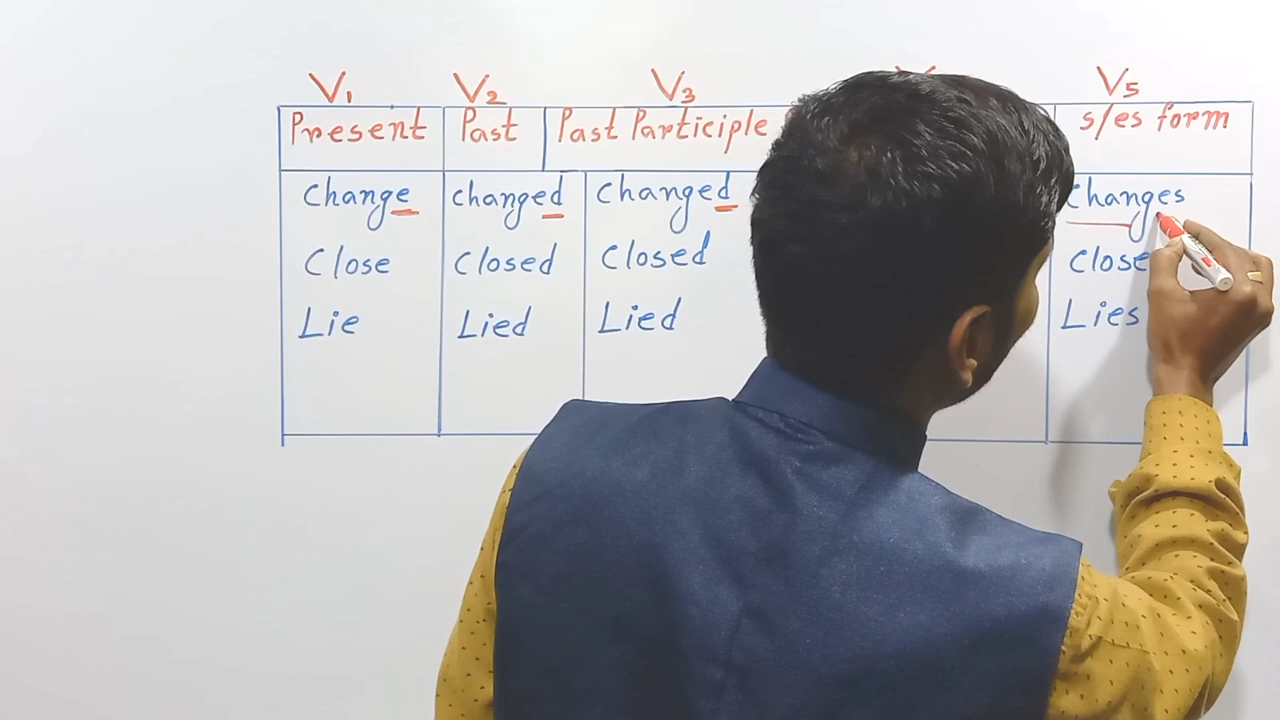 V1 V2 V3 V5
Present Past Past Participle s/es form
Change Changed Changed Changes
Close Closed Closed Close
Lie Lied Lied Lies